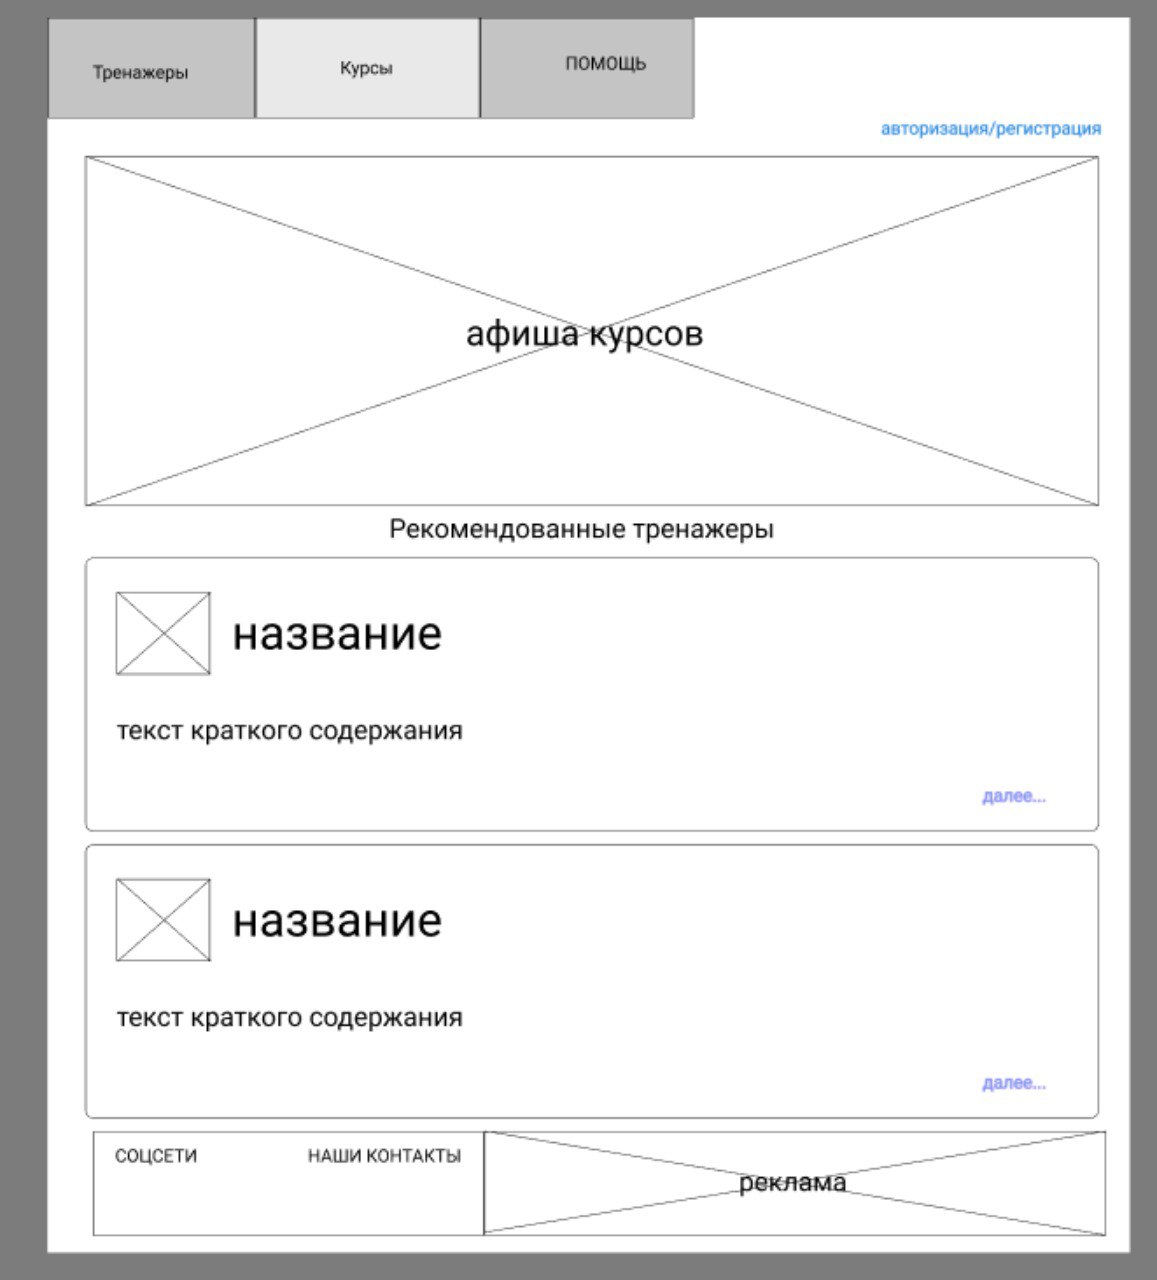 Тренажеры
Курсы
ПОМОЩЬ
авторизация/регистрация
афиша курсов
Рекомендованные тренажеры
название
текст краткого содержания
далее...
название
текст краткого содержания
далее...
СОЦСЕТИ
НАШИ КОНТАКТЫ
реклама